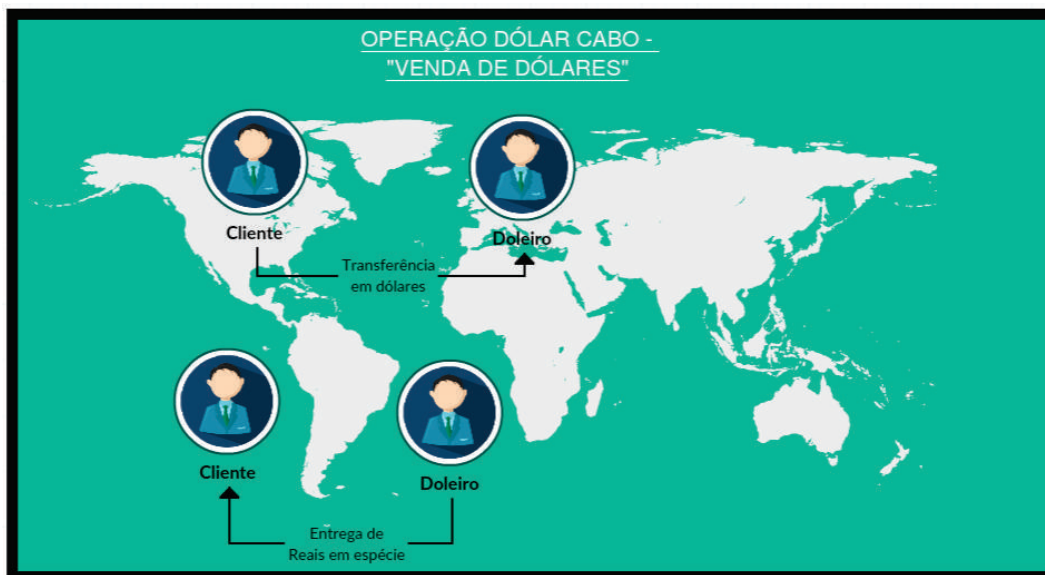 OPERAÇÃO DÓLAR CABO -
"VENDA DE DÓLARES"
Cliente
Doleiro
Transferência
em dólares
Cliente
Doleiro
Entrega de
Reais em espécie